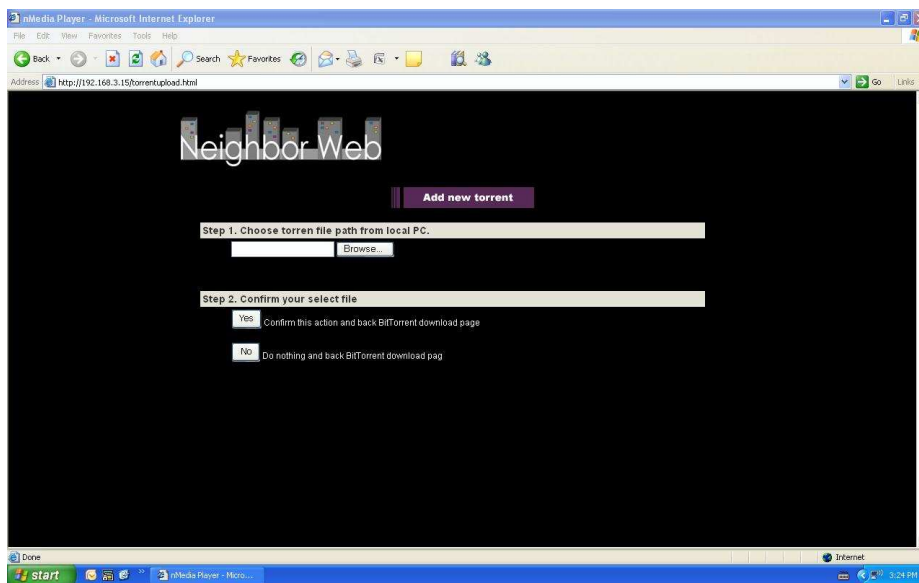 nMedia Player - Microsoft Internet Explorer
File Edit View Favorites Tools Help
Back Search Favorites
Address http://192.168.3.15/torrentupload.html Go Links
Neighbor Web
Add new torrent
Step 1. Choose torren file path from local PC.
Browse...
Step 2. Confirm your select file
Yes Confirm this action and back BitTorrent download page
No Do nothing and back BitTorrent download pag
Done Internet
start nMedia Player - Micro... 3:24 PM